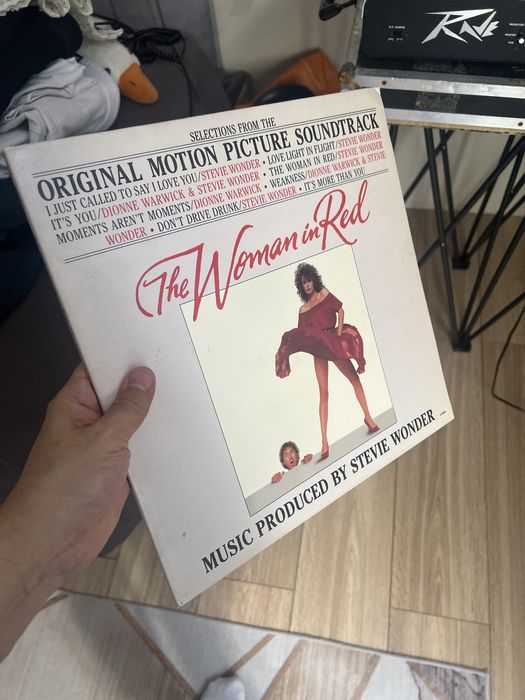 SELECTIONS FROM THE
ORIGINAL MOTION PICTURE SOUNDTRACK
I JUST CALLED TO SAY I LOVE YOU/STEVIE WONDER • LOVE LIGHT IN FLIGHT/STEVIE WONDER
IT'S YOU/DIONNE WARWICK & STEVIE WONDER • THE WOMAN IN RED/STEVIE WONDER
MOMENTS AREN'T MOMENTS/DIONNE WARWICK • WEAKNESS/DIONNE WARWICK & STEVIE
WONDER • DON'T DRIVE DRUNK/STEVIE WONDER • IT'S MORE THAN YOU
The Woman in Red
MUSIC PRODUCED BY STEVIE WONDER
RAVE